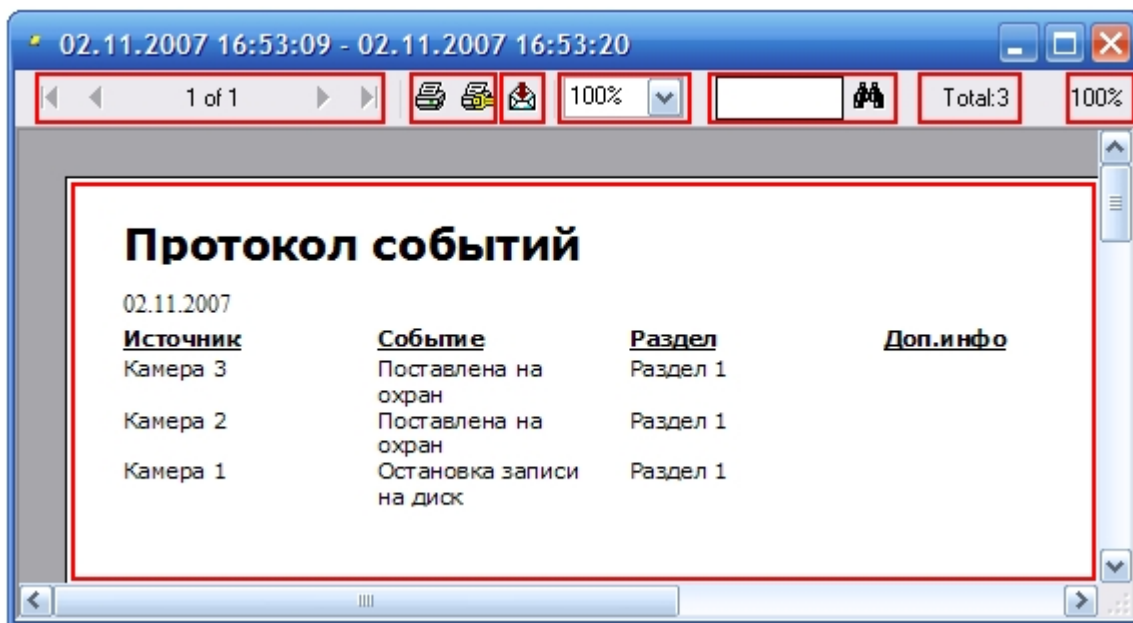 02.11.2007 16:53:09 - 02.11.2007 16:53:20
1 of 1 100% Total:3 100%
Протокол событий
02.11.2007
Источник Событие Раздел Доп.инфо
Камера 3 Поставлена на Раздел 1
охран
Камера 2 Поставлена на Раздел 1
охран
Камера 1 Остановка записи Раздел 1
на диск